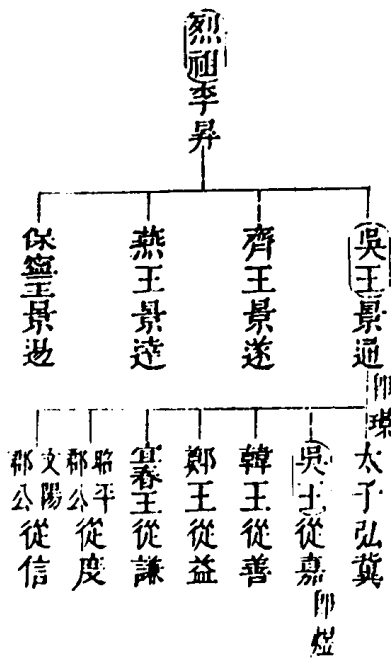 烈祖李昪
吳王景通即璟
齊王景遂
燕王景逹
保寧王景逷
太子弘冀
吳王從嘉即煜
韓王從善
鄭王從益
宜春王從謙
昭平郡公從度
文陽郡公從信